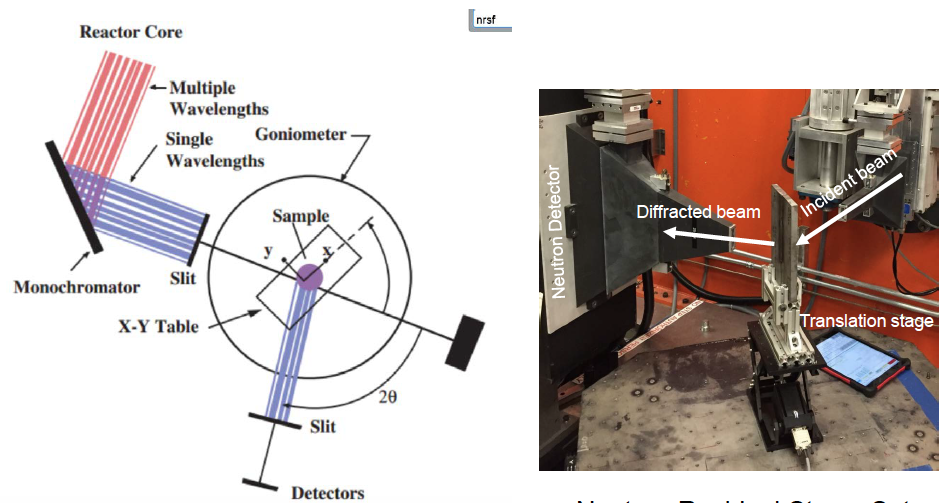 nrsf
Reactor Core
Multiple
Wavelengths
Single
Wavelengths
Goniometer
Sample
y
x
Monochromator
Slit
X-Y Table
2θ
Slit
Detectors
Neutron Detector
Diffracted beam
Incident beam
Translation stage